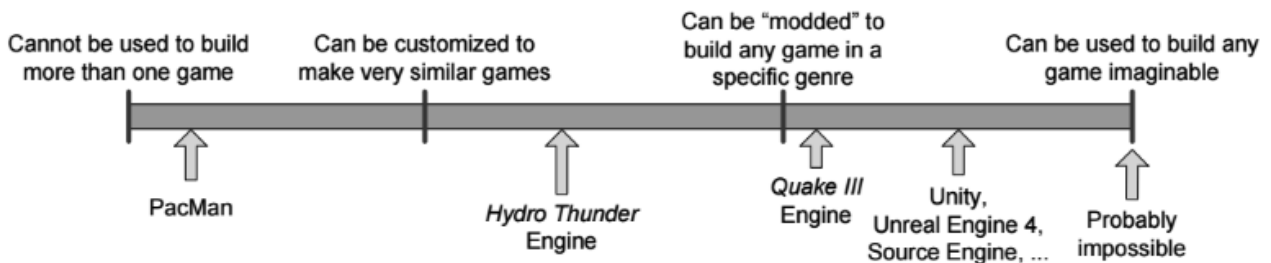 Cannot be used to build
more than one game
Can be customized to
make very similar games
Can be “modded” to
build any game in a
specific genre
Can be used to build any
game imaginable
PacMan
Hydro Thunder
Engine
Quake III
Engine
Unity,
Unreal Engine 4,
Source Engine, ...
Probably
impossible